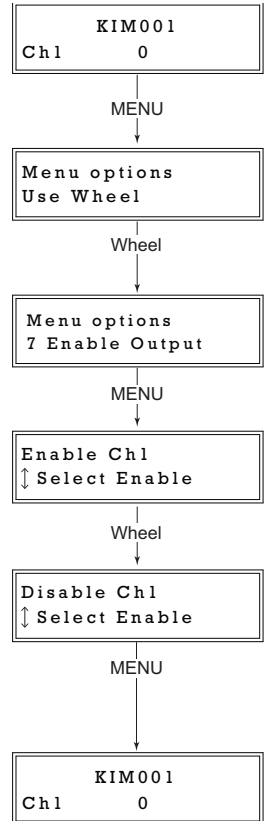 KIM001
Ch1 0
MENU
Menu options
Use Wheel
Wheel
Menu options
7 Enable Output
MENU
Enable Ch1
↕ Select Enable
Wheel
Disable Ch1
↕ Select Enable
MENU
KIM001
Ch1 0